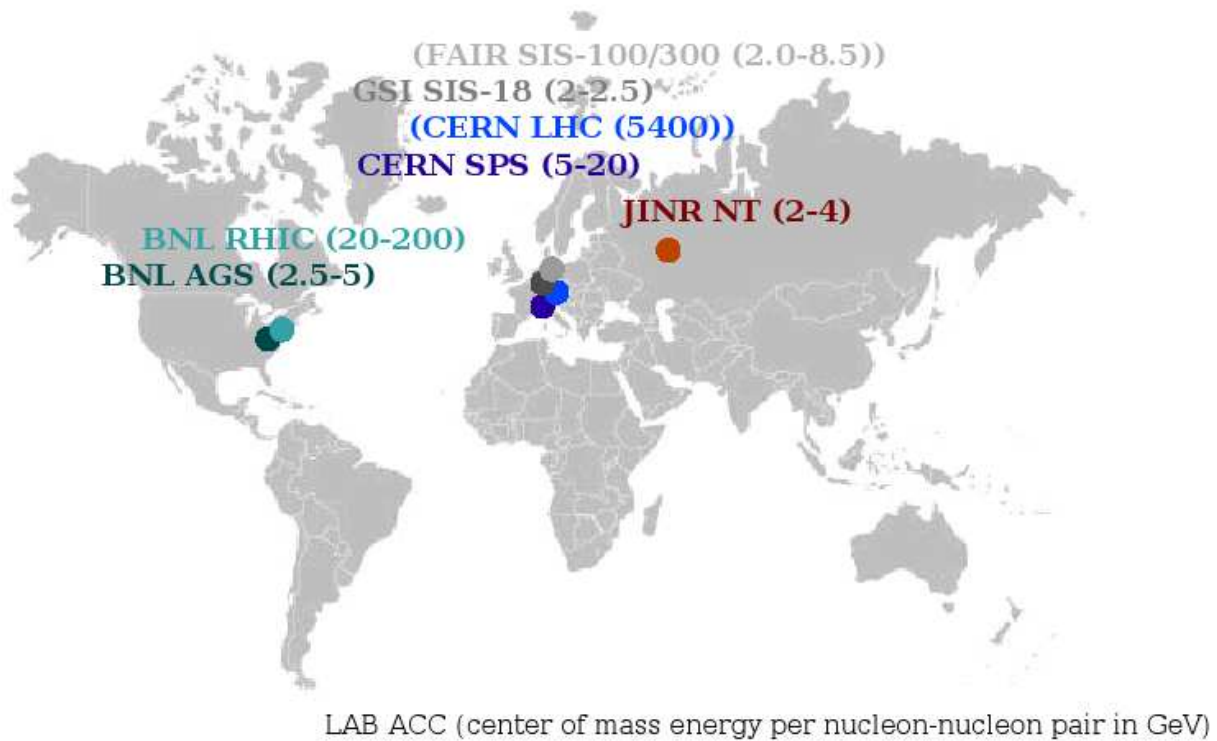 (FAIR SIS-100/300 (2.0-8.5))
GSI SIS-18 (2-2.5)
(CERN LHC (5400))
CERN SPS (5-20)
JINR NT (2-4)
BNL RHIC (20-200)
BNL AGS (2.5-5)
LAB ACC (center of mass energy per nucleon-nucleon pair in GeV)